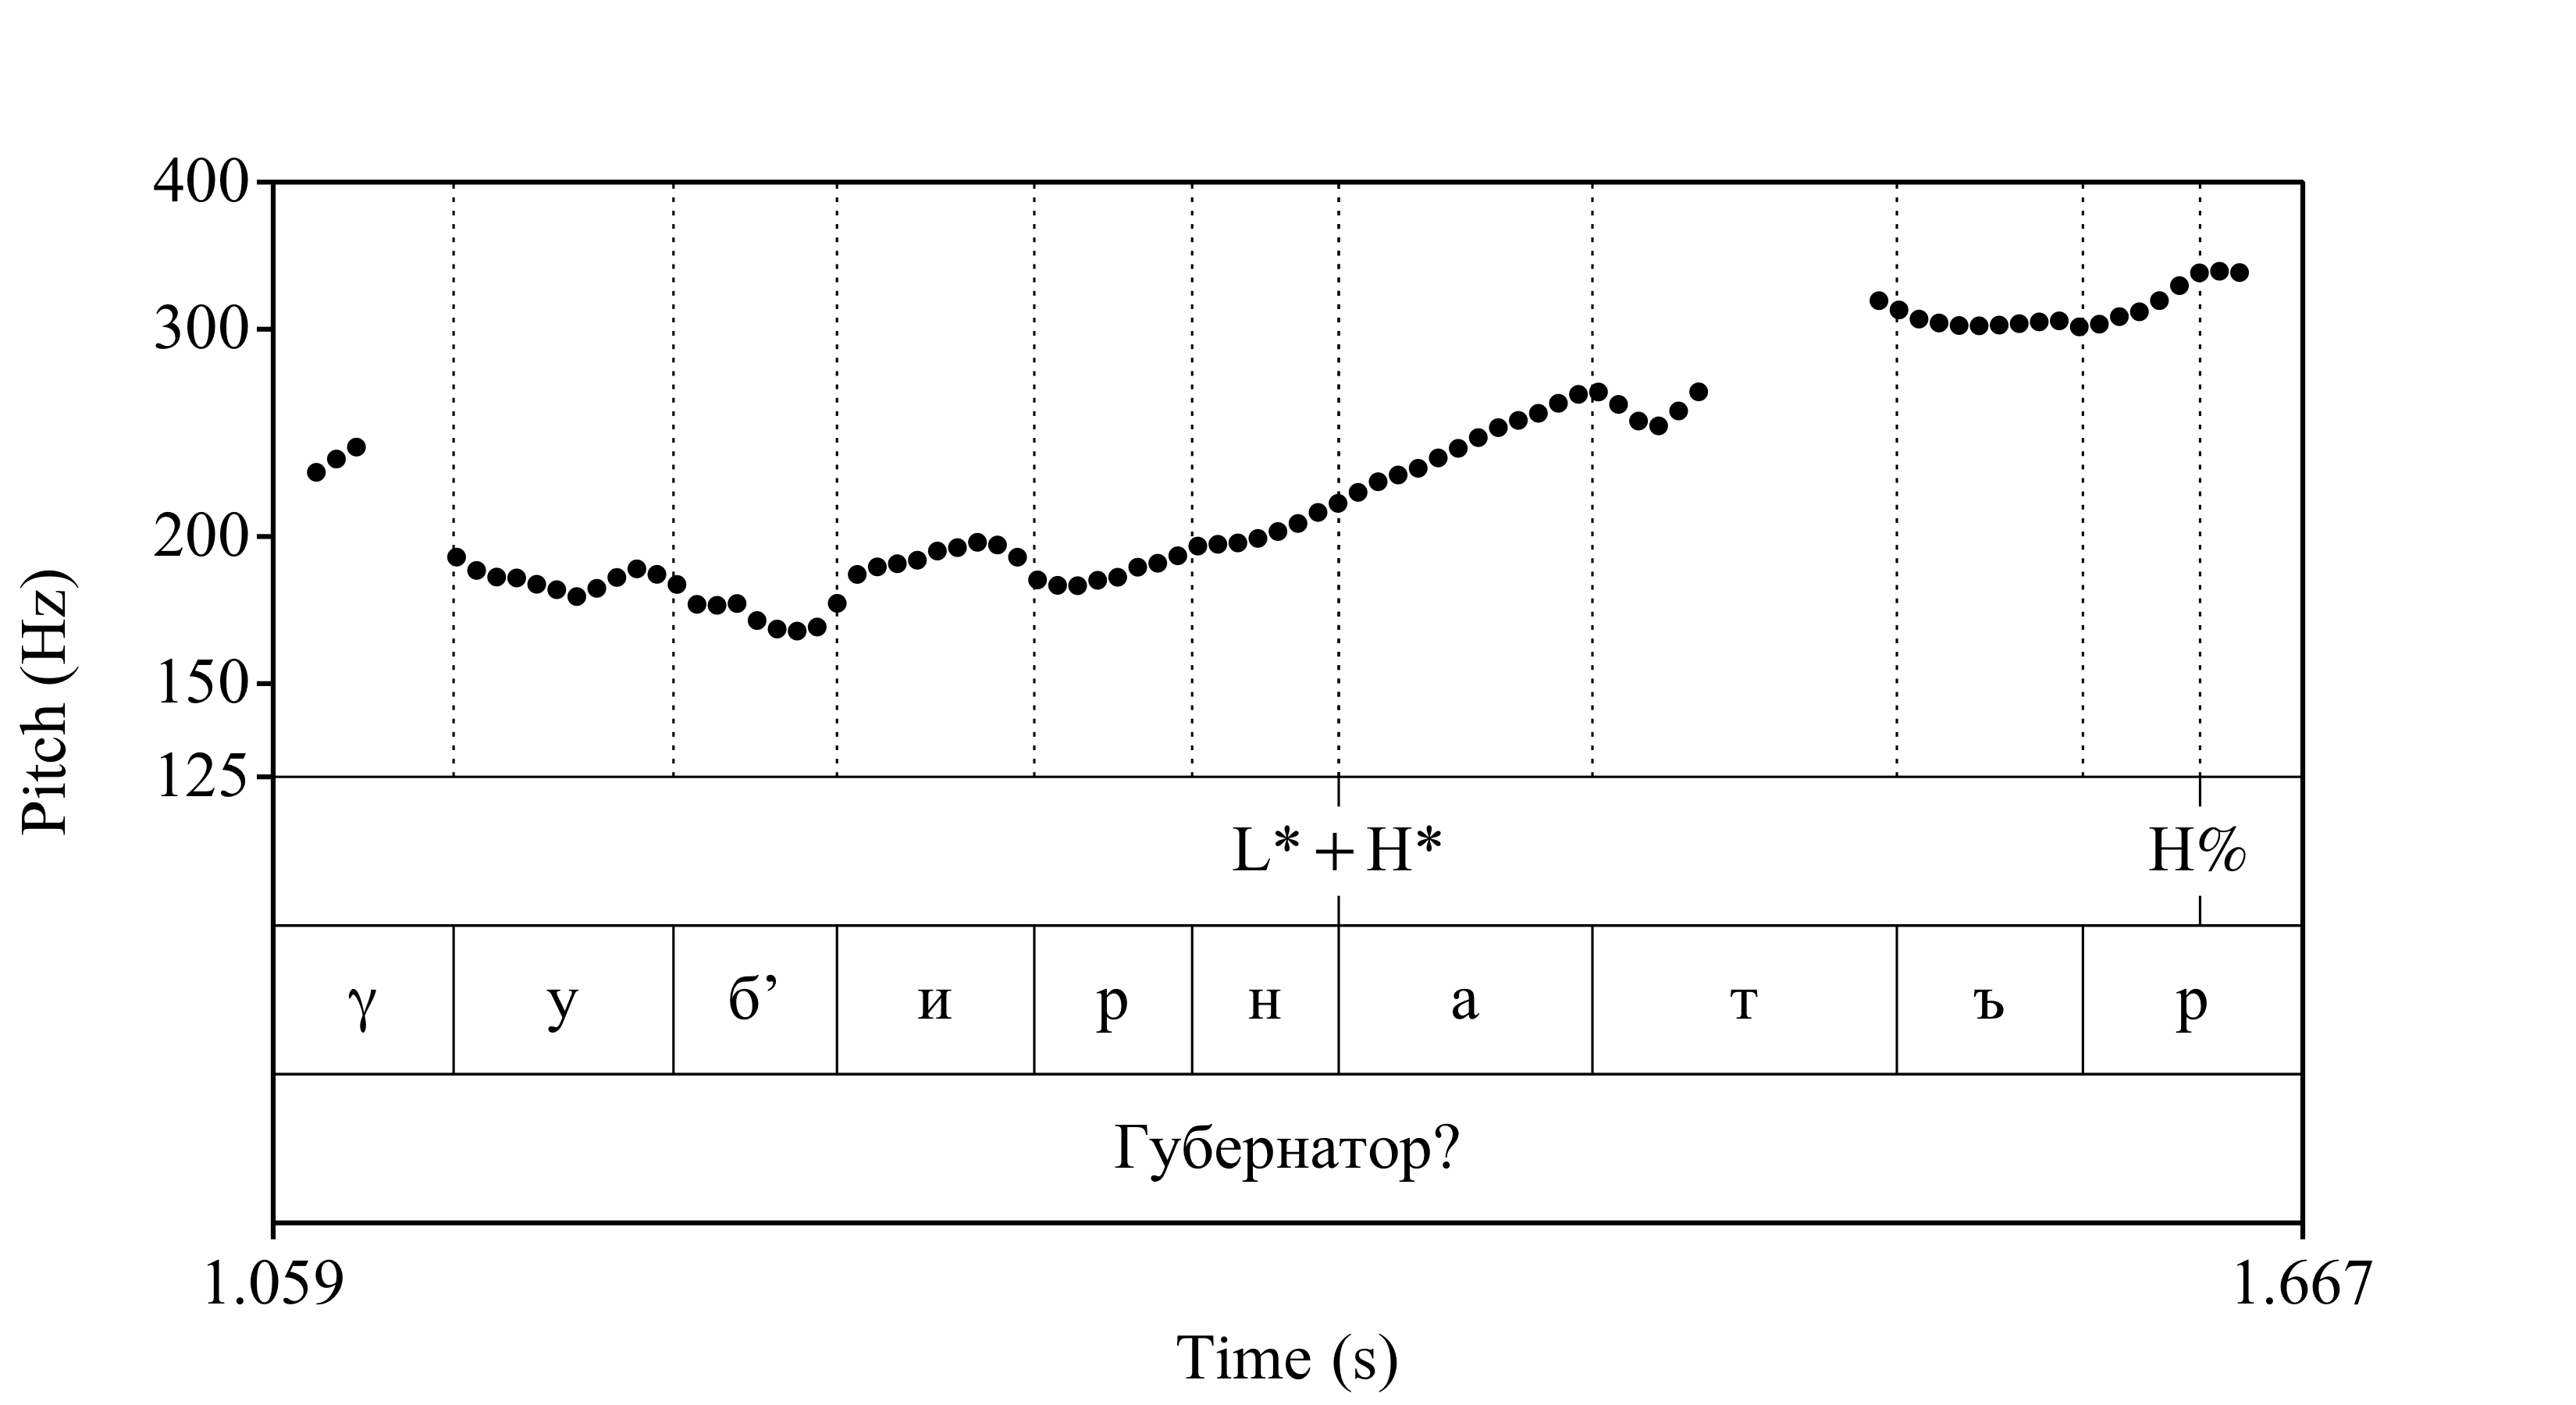 400
300
200
150
125
Pitch (Hz)
L*+H* H%
γ у б’ и р н а т ъ р
Губернатор?
1.059 1.667
Time (s)